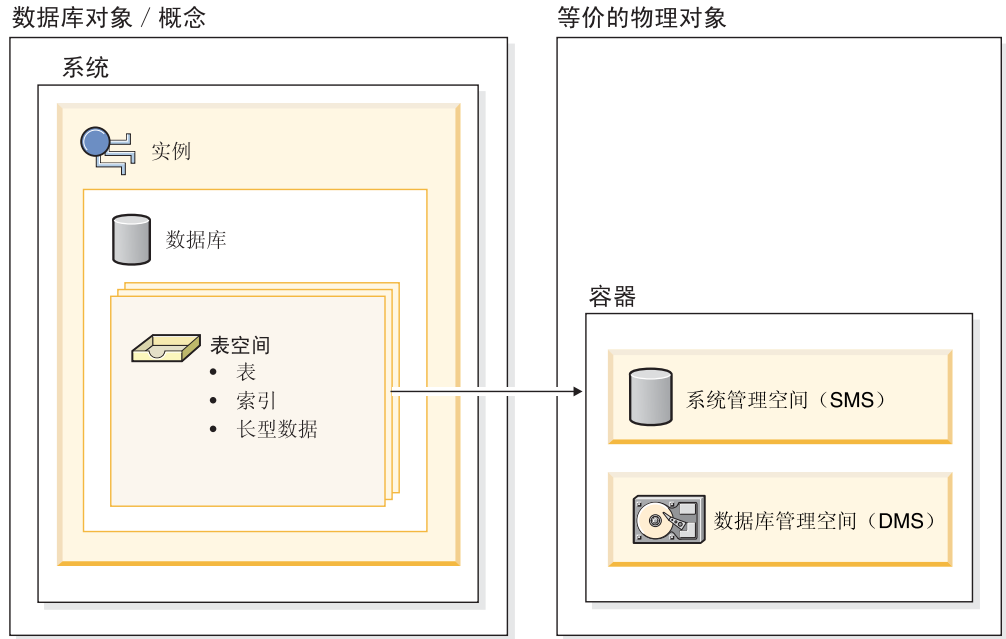 数据库对象 / 概念
系统
实例
数据库
表空间
• 表
• 索引
• 长型数据
等价的物理对象
容器
系统管理空间（SMS）
数据库管理空间（DMS）